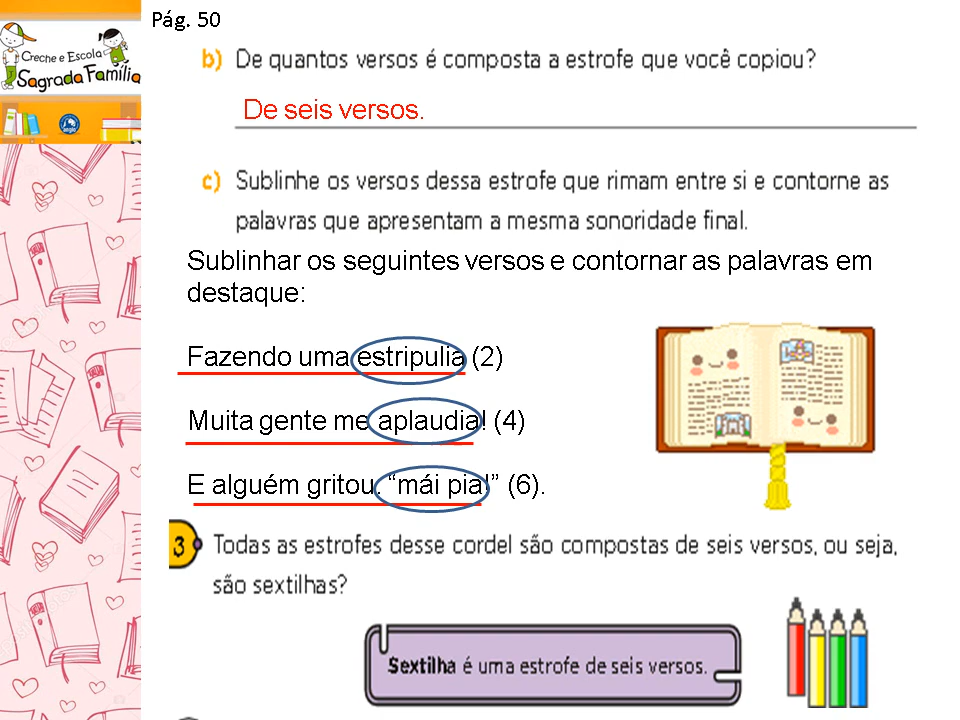 Pág. 50
Creche e Escola
Sagrada Família
b) De quantos versos é composta a estrofe que você copiou?
De seis versos.
c) Sublinhe os versos dessa estrofe que rimam entre si e contorne as
palavras que apresentam a mesma sonoridade final.
Sublinhar os seguintes versos e contornar as palavras em
destaque:
Fazendo uma estripulia (2)
Muita gente me aplaudia! (4)
E alguém gritou: “mái pia!” (6).
3 Todas as estrofes desse cordel são compostas de seis versos, ou seja,
são sextilhas?
Sextilha é uma estrofe de seis versos.